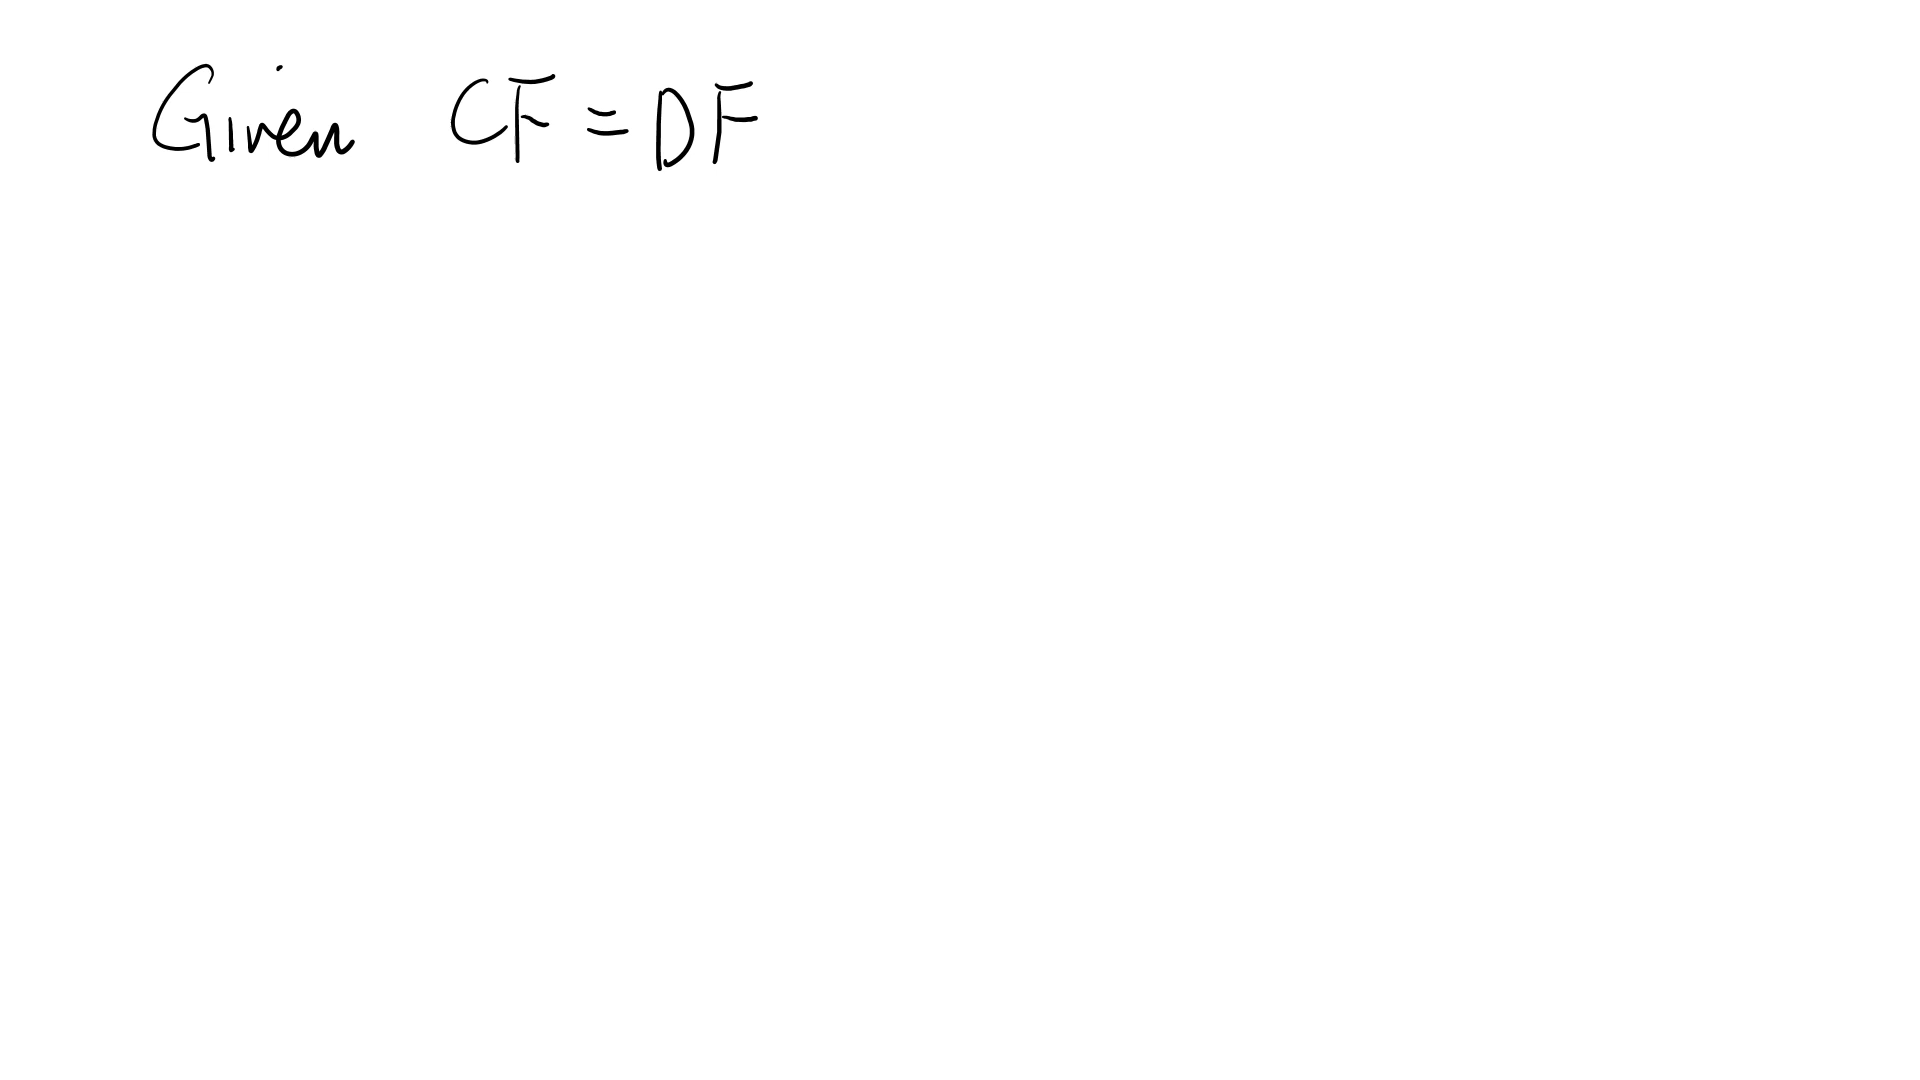 Given CF = DF